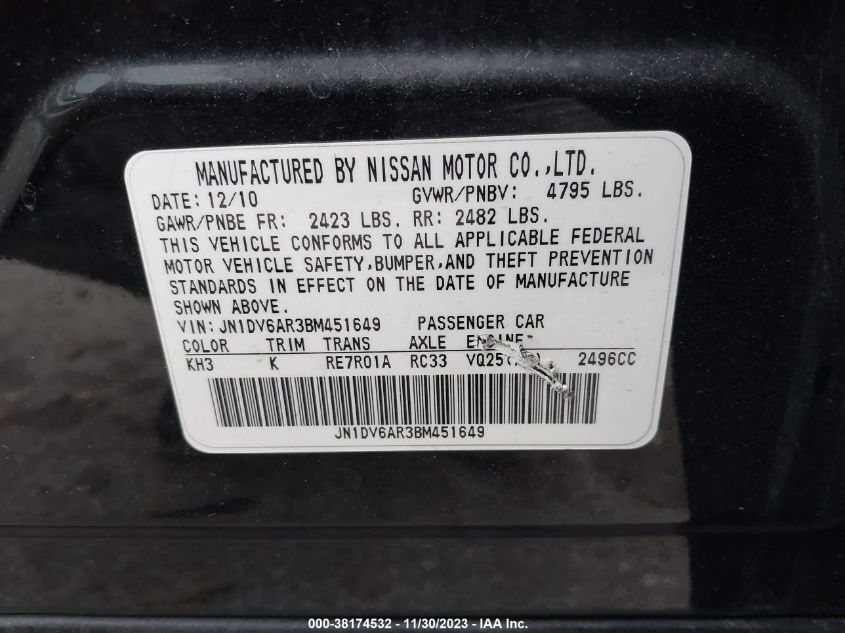 MANUFACTURED BY NISSAN MOTOR CO.,LTD.
DATE: 12/10 GVWR/PNBV: 4795 LBS.
GAWR/PNBE FR: 2423 LBS. RR: 2482 LBS.
THIS VEHICLE CONFORMS TO ALL APPLICABLE FEDERAL
MOTOR VEHICLE SAFETY,BUMPER,AND THEFT PREVENTION
STANDARDS IN EFFECT ON THE DATE OF MANUFACTURE
SHOWN ABOVE.
VIN: JN1DV6AR3BM451649 PASSENGER CAR
COLOR TRIM TRANS AXLE ENGINE
KH3 K RE7R01A RC33 2496CC
JN1DV6AR3BM451649
000-38174532 - 11/30/2023 - IAA Inc.